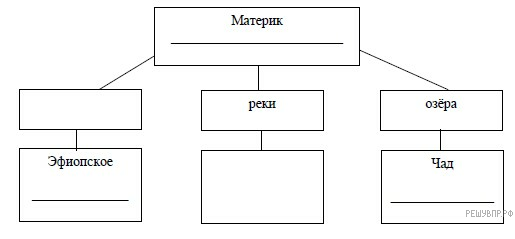 Материк
реки
озёра
Эфиопское
Чад
РЕШУВПР.РФ